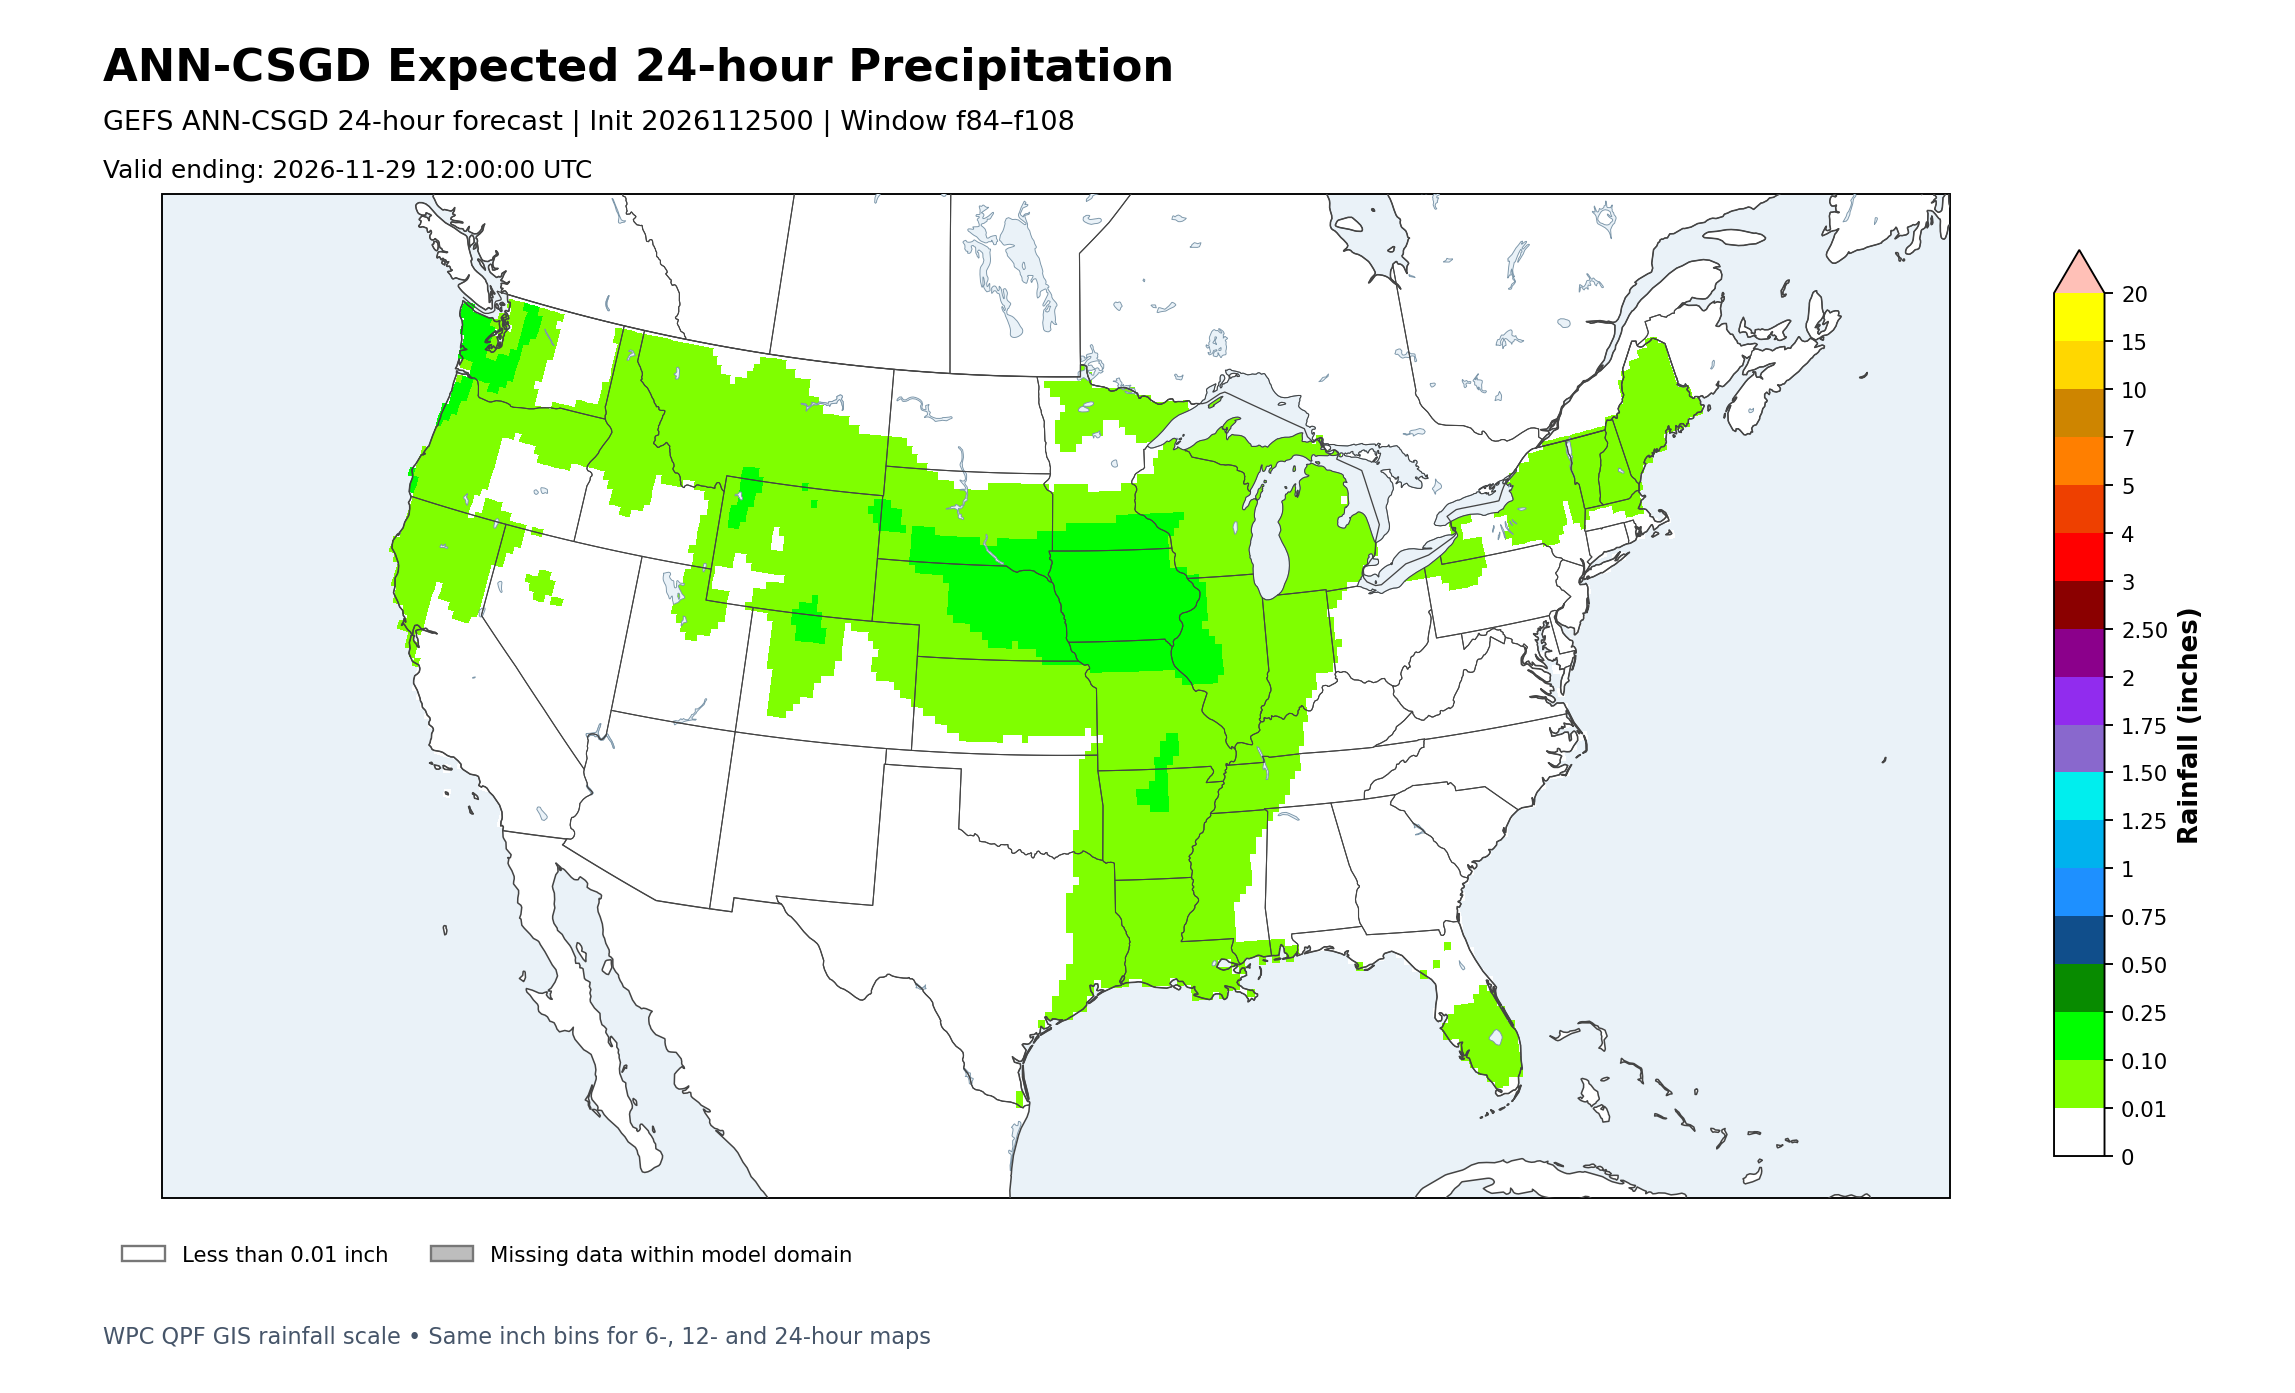 ANN-CSGD Expected 24-hour Precipitation
GEFS ANN-CSGD 24-hour forecast | Init 2026112500 | Window f84–f108
Valid ending: 2026-11-29 12:00:00 UTC
20
15
10
7
5
4
3
2.50
2
1.75
1.50
1.25
1
0.75
0.50
0.25
0.10
0.01
0
Rainfall (inches)
Less than 0.01 inch
Missing data within model domain
WPC QPF GIS rainfall scale • Same inch bins for 6-, 12- and 24-hour maps